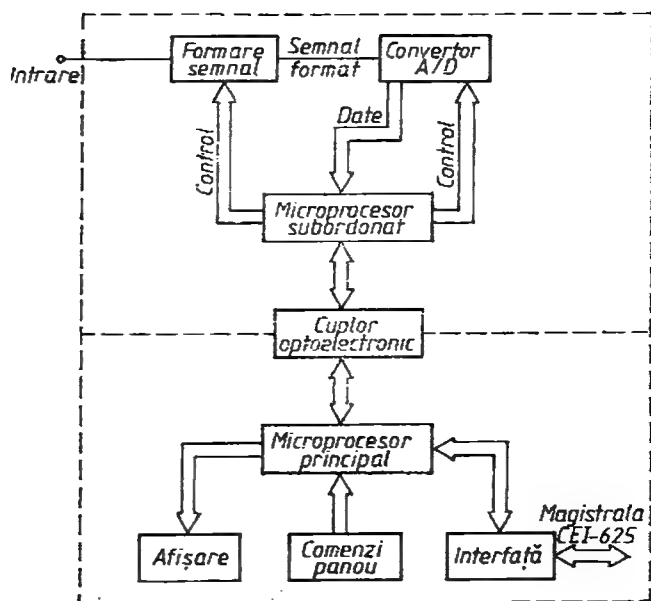 Intrare
Formare
semnal
Semnal
format
Convertor
A/D
Date
Control
Control
Microprocesor
subordonat
Cuplor
optoelectronic
Microprocesor
principal
Afișare
Comenzi
panou
Interfață
Magistrala
CEI-625